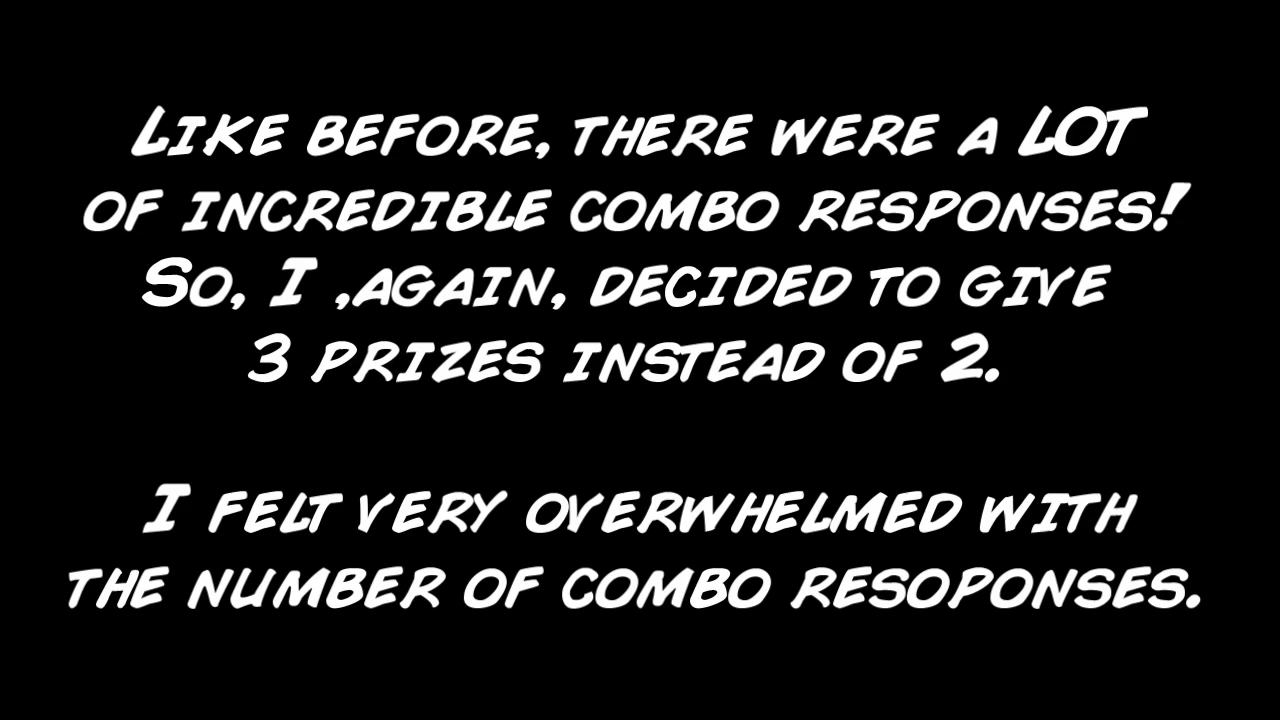 Like before, there were a LOT
of incredible combo responses!
So, I ,again, decided to give
3 prizes instead of 2.
I felt very overwhelmed with
the number of combo resoponses.